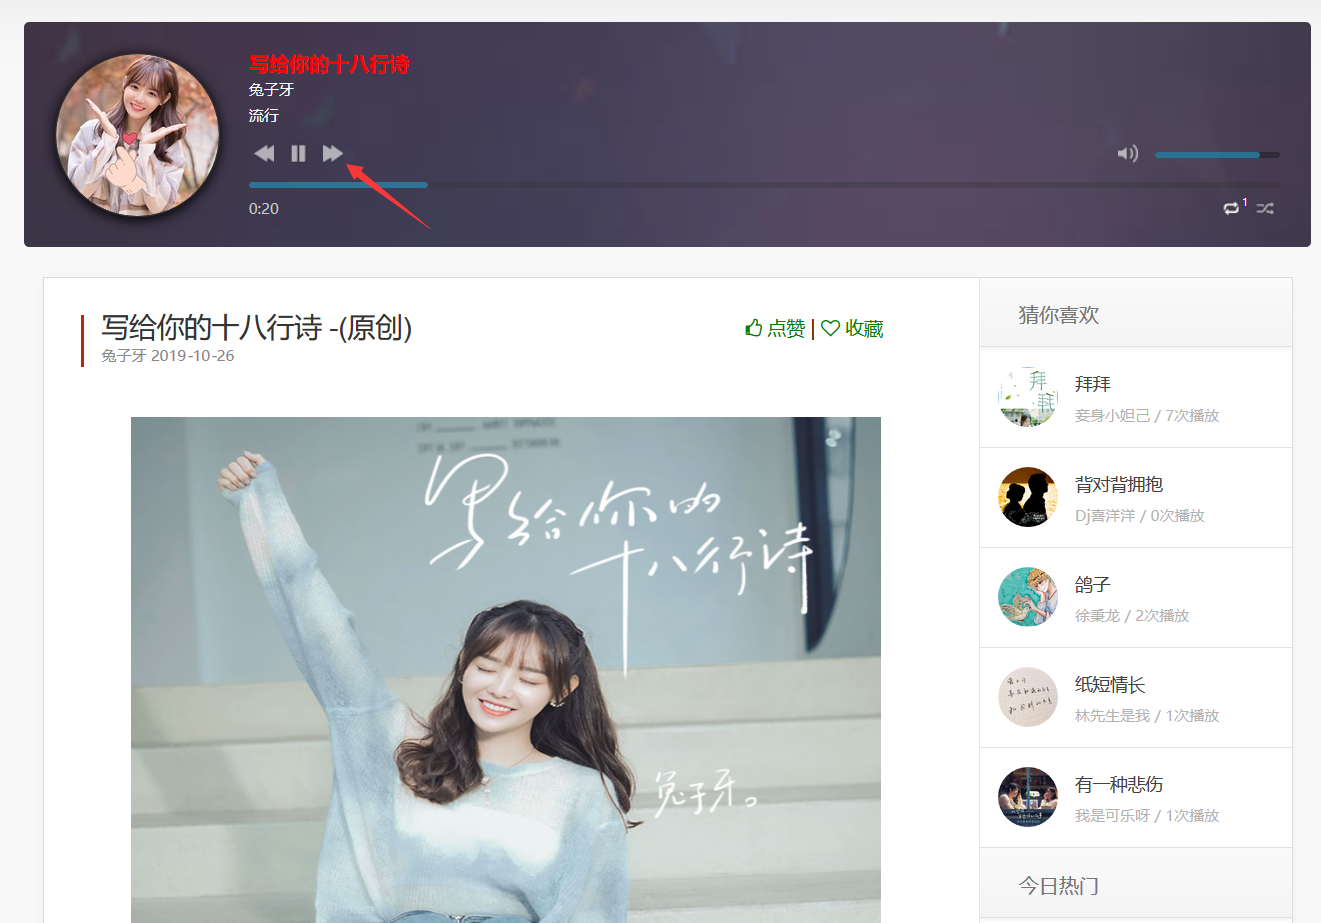 写给你的十八行诗
兔子牙
流行
0:20
1
写给你的十八行诗 -(原创)
兔子牙 2019-10-26
点赞 | 收藏
写给你的
十八行诗
兔子牙。
猜你喜欢
拜拜
妾身小妲己 / 7次播放
背对背拥抱
Dj喜洋洋 / 0次播放
鸽子
徐秉龙 / 2次播放
纸短情长
林先生是我 / 1次播放
有一种悲伤
我是可乐呀 / 1次播放
今日热门